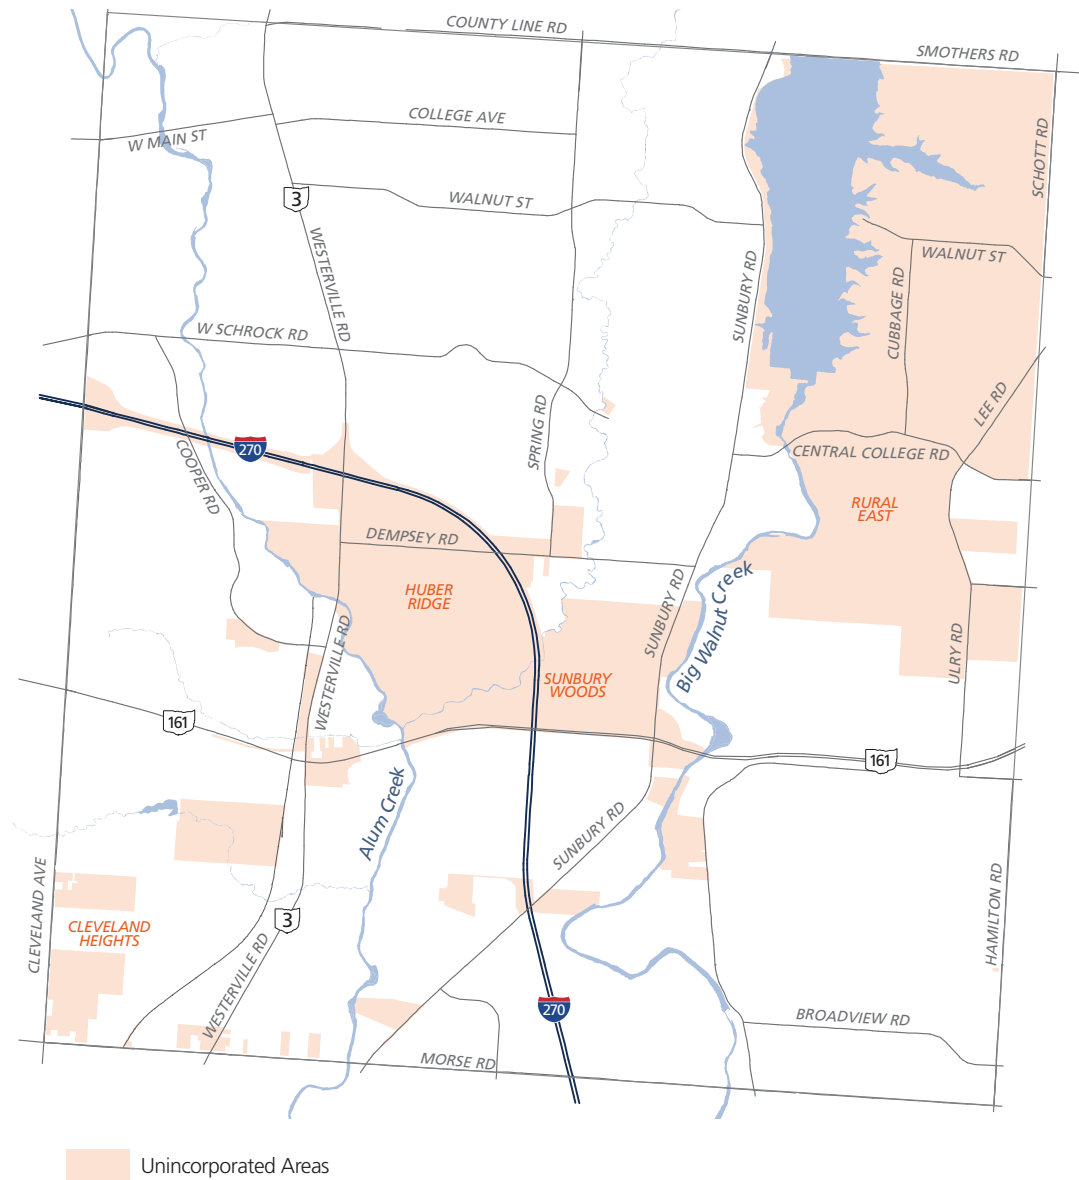 COUNTY LINE RD
SMOTHERS RD
COLLEGE AVE
W MAIN ST
SCHOTT RD
3
WALNUT ST
WESTERVILLE RD
SUNBURY RD
WALNUT ST
CUBBAGE RD
W SCHROCK RD
LEE RD
SPRING RD
270
COOPER RD
CENTRAL COLLEGE RD
RURAL
EAST
DEMPSEY RD
HUBER
RIDGE
SUNBURY RD
Big Walnut Creek
WESTERVILLE RD
ULRY RD
SUNBURY
WOODS
161
161
Alum Creek
SUNBURY RD
CLEVELAND AVE
HAMILTON RD
3
CLEVELAND
HEIGHTS
WESTERVILLE RD
270
BROADVIEW RD
MORSE RD
Unincorporated Areas